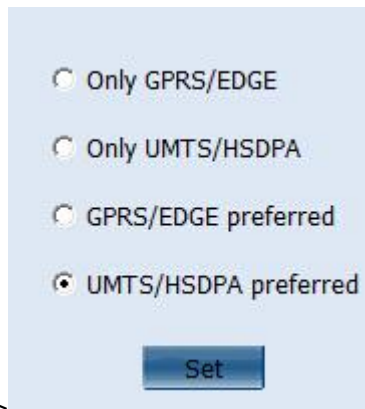 Only GPRS/EDGE
Only UMTS/HSDPA
GPRS/EDGE preferred
UMTS/HSDPA preferred
Set